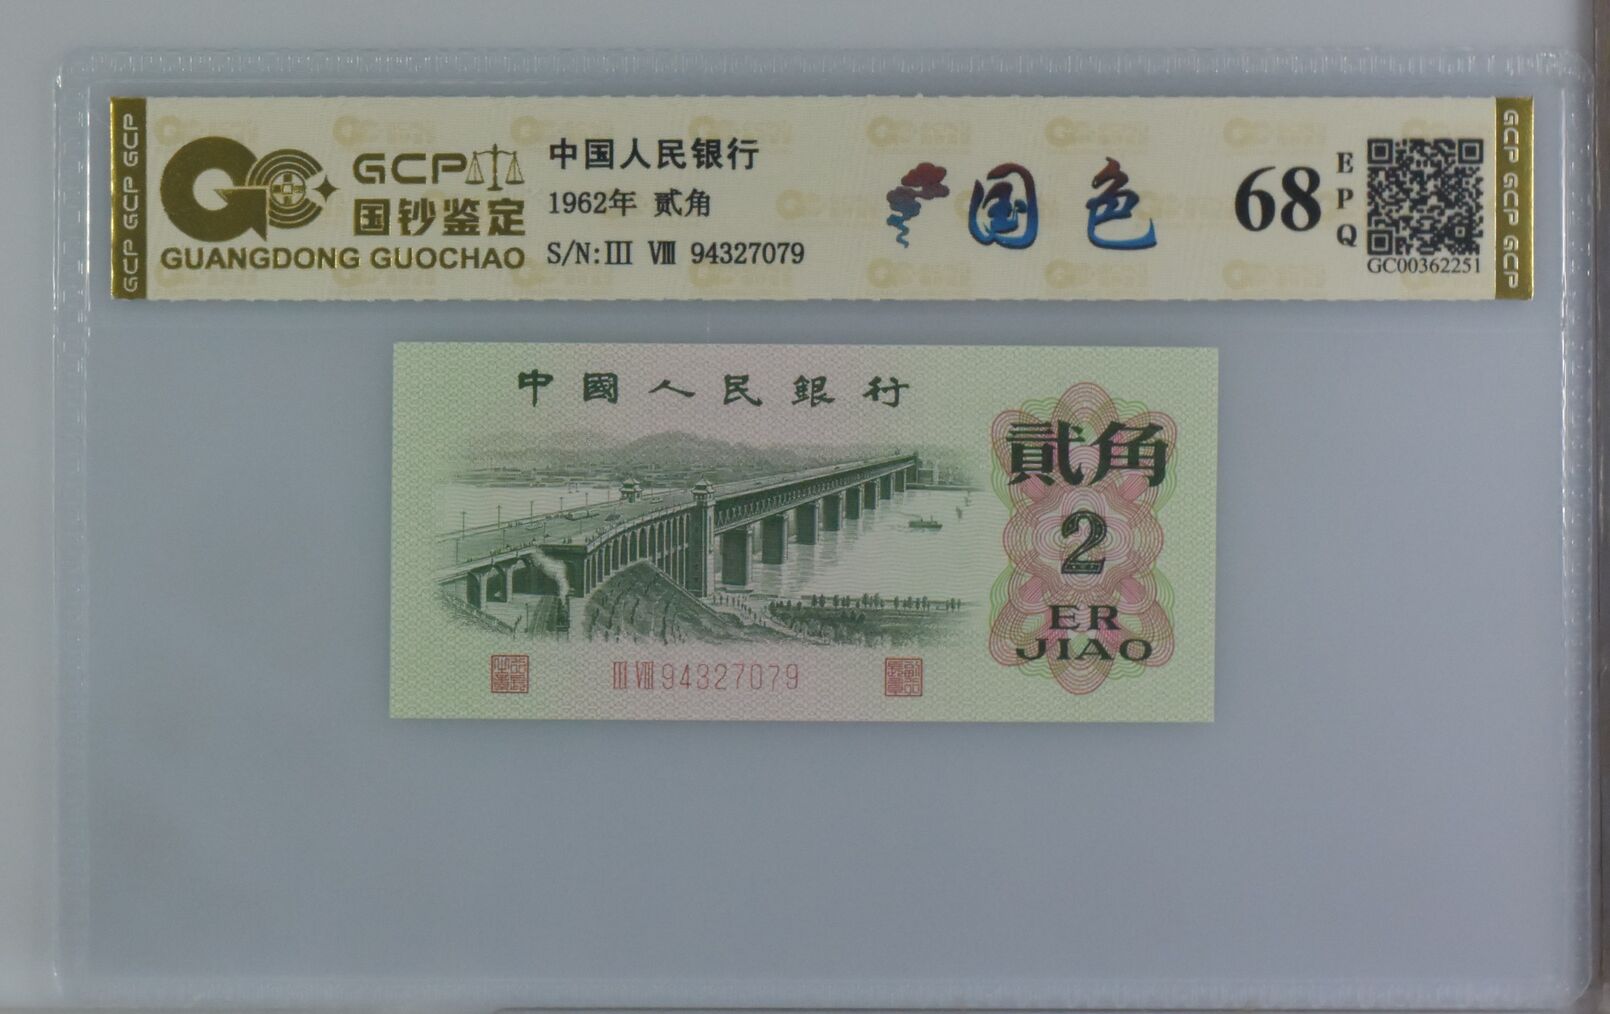 GCP GCP GCP
GCP
国钞鉴定
GUANGDONG GUOCHAO
中国人民银行
1962年 贰角
S/N:III VIII 94327079
国色
68
EPQ
GC00362251
GCP GCP GCP
中國人民銀行
貳角
2
ER
JIAO
III VIII 94327079